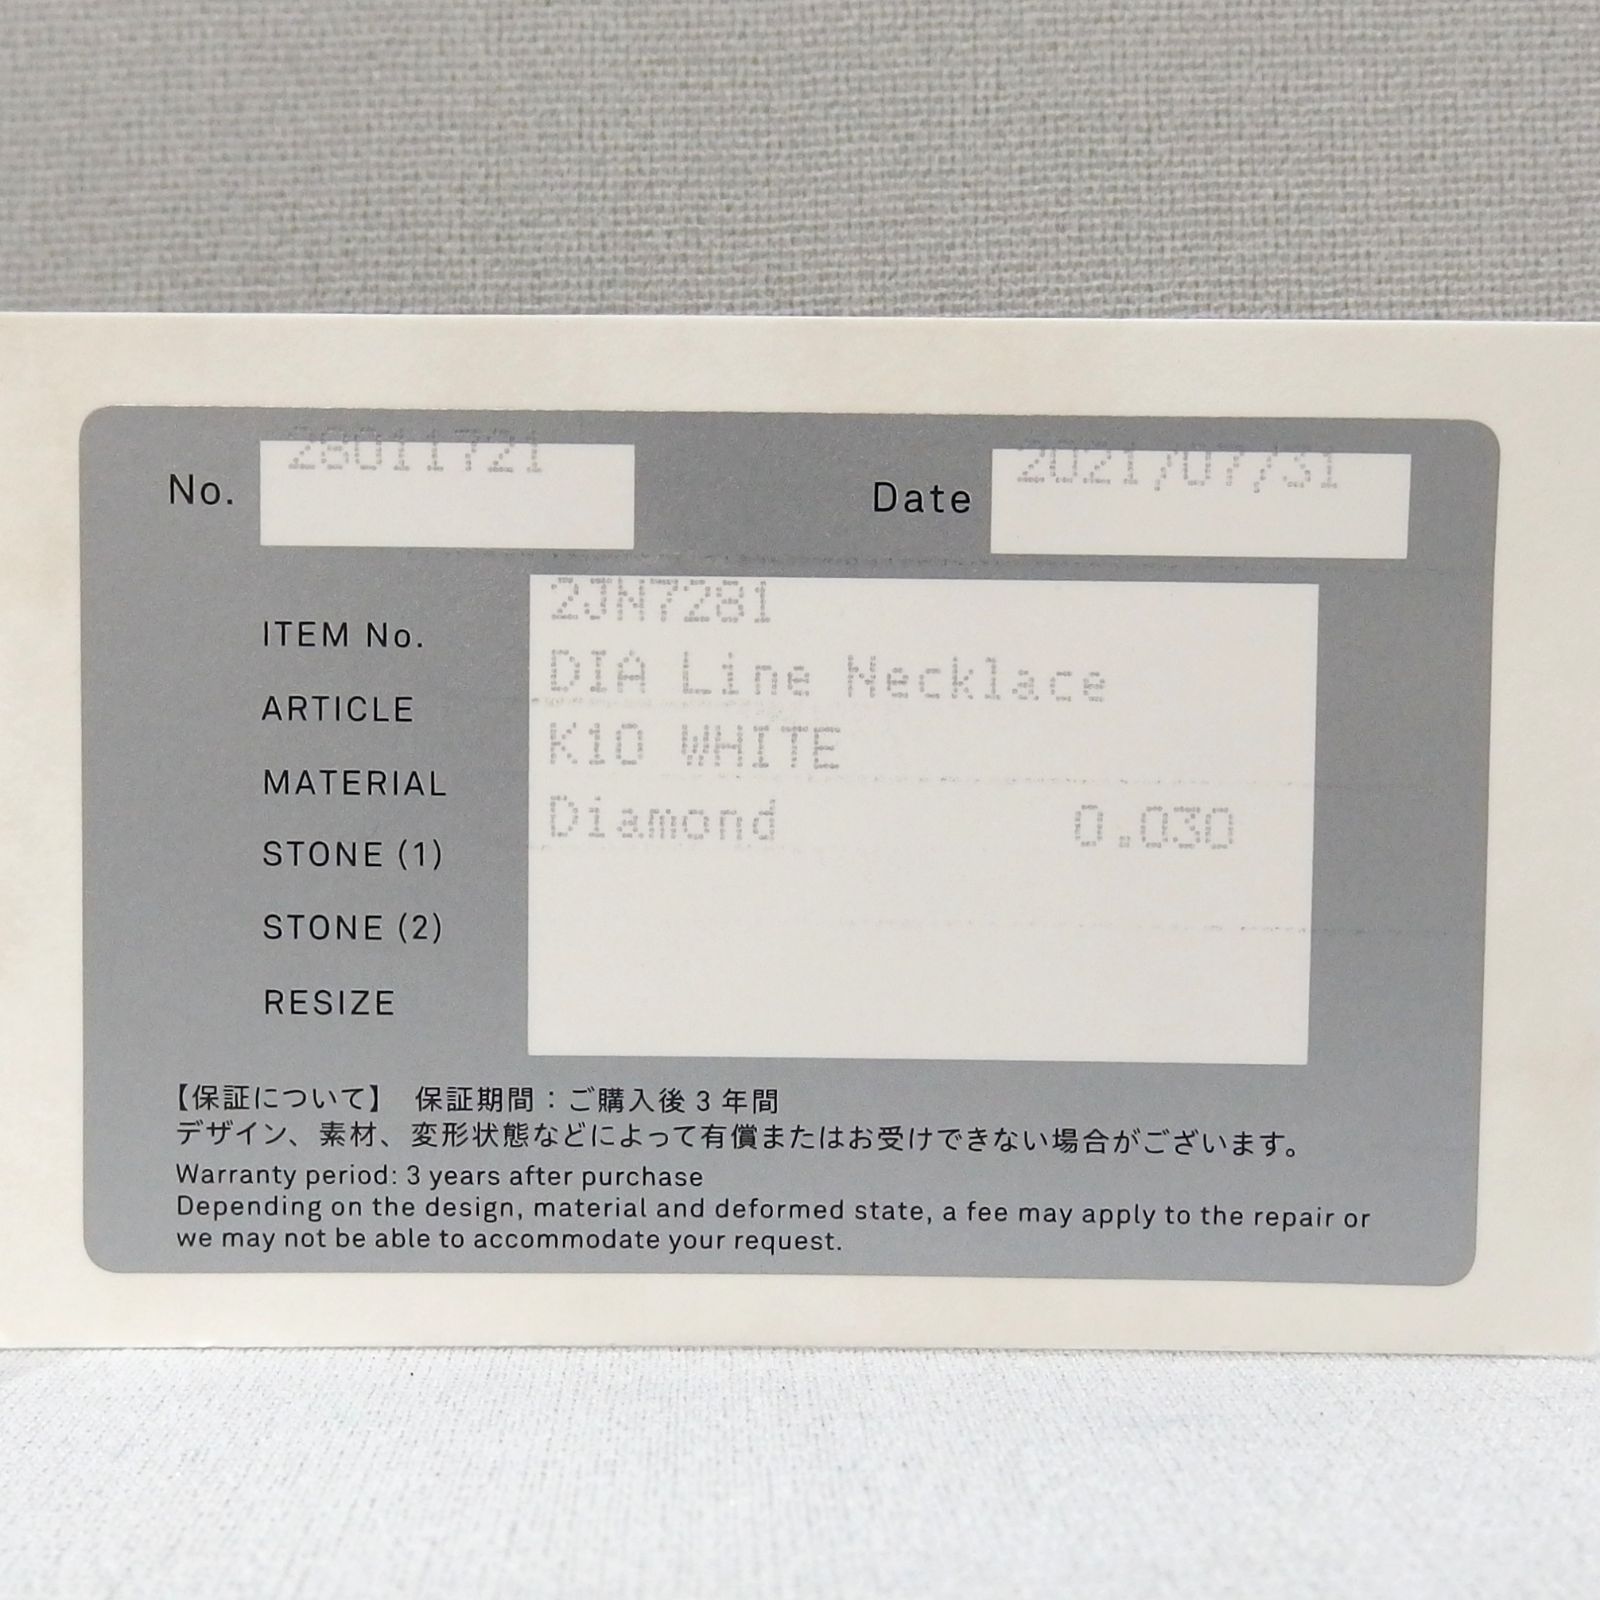 No. 28011721 Date 2021/07/31
ITEM No. 2JN7281
ARTICLE DIA Line Necklace
MATERIAL K10 WHITE
STONE (1) Diamond 0.030
STONE (2)
RESIZE
【保証について】 保証期間：ご購入後 3 年間
デザイン、素材、変形状態などによって有償またはお受けできない場合がございます。
Warranty period: 3 years after purchase
Depending on the design, material and deformed state, a fee may apply to the repair or
we may not be able to accommodate your request.